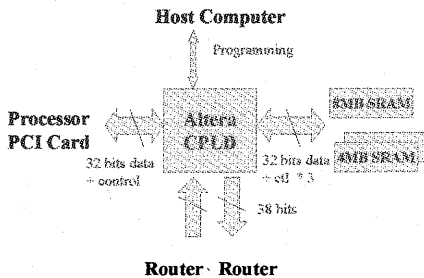 Host Computer
Programming
Processor
PCI Card
Altera
CPLD
8MB SRAM
4MB SRAM
32 bits data
+ control
32 bits data
+ ctl * 3
38 bits
Router Router